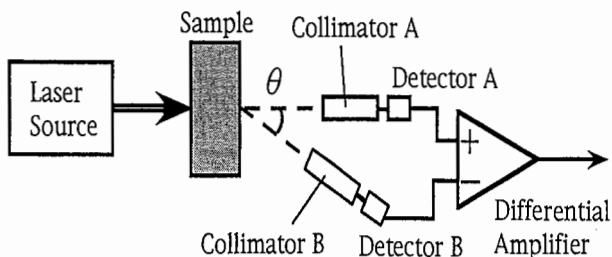 Sample
Collimator A
θ
Detector A
Laser
Source
+
−
Collimator B
Detector B
Differential
Amplifier